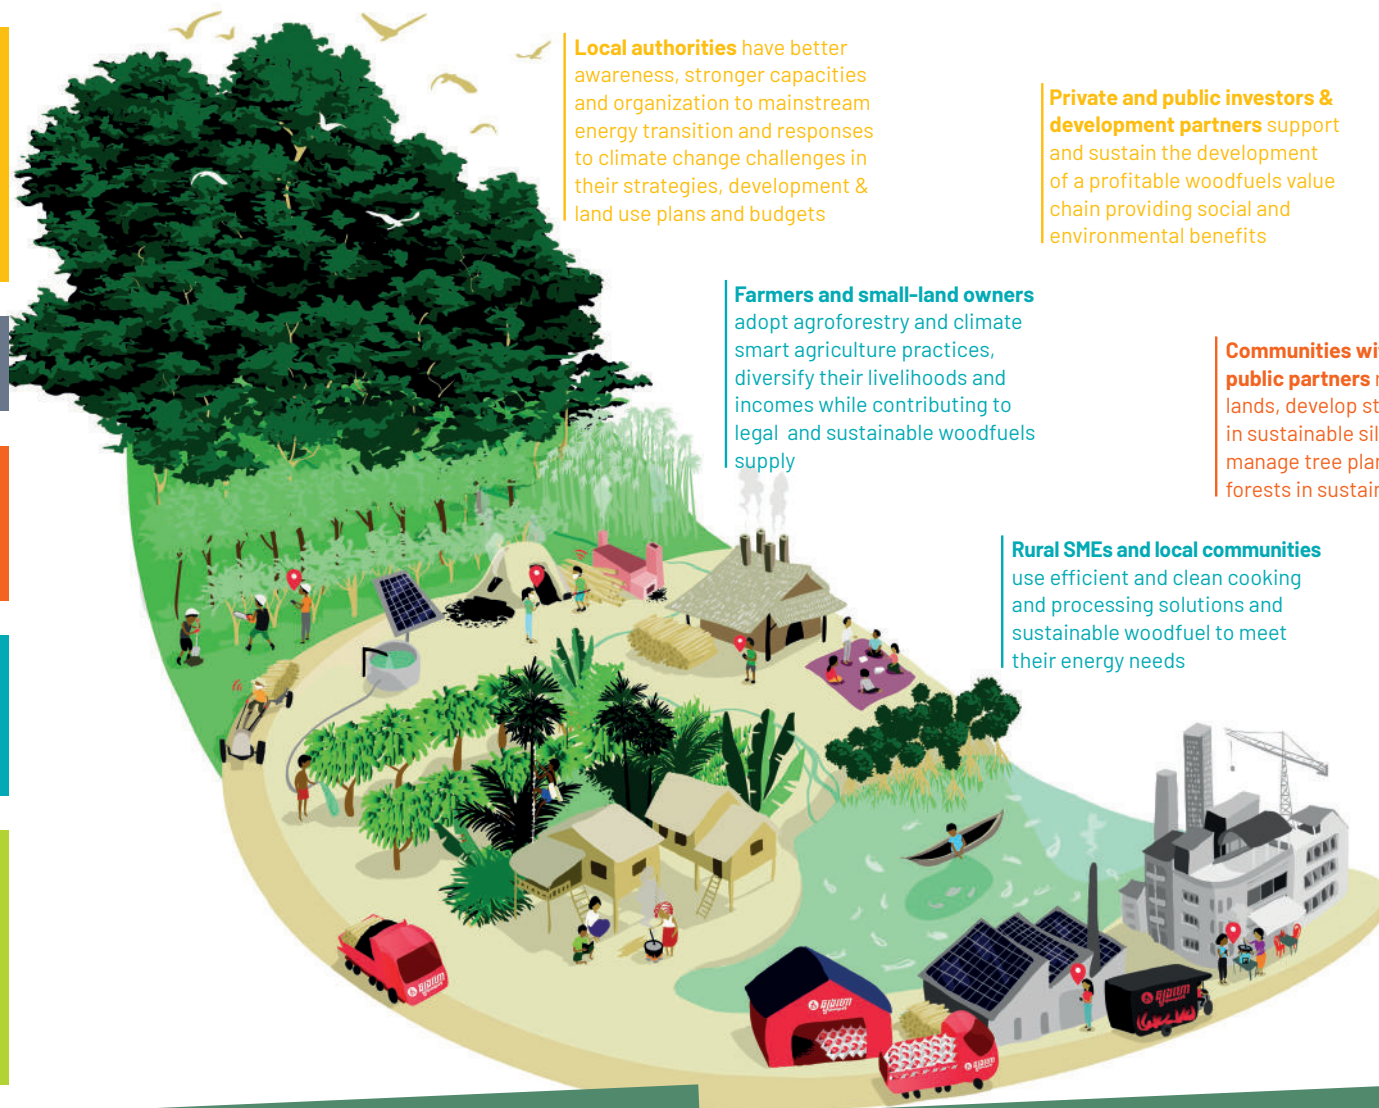 Local authorities have better
awareness, stronger capacities
and organization to mainstream
energy transition and responses
to climate change challenges in
their strategies, development &
land use plans and budgets
Private and public investors &
development partners support
and sustain the development
of a profitable woodfuels value
chain providing social and
environmental benefits
Farmers and small-land owners
adopt agroforestry and climate
smart agriculture practices,
diversify their livelihoods and
incomes while contributing to
legal and sustainable woodfuels
supply
Communities
public partners
lands, develop
in sustainable
manage tree
forests in
Rural SMEs and local communities
use efficient and clean cooking
and processing solutions and
sustainable woodfuel to meet
their energy needs